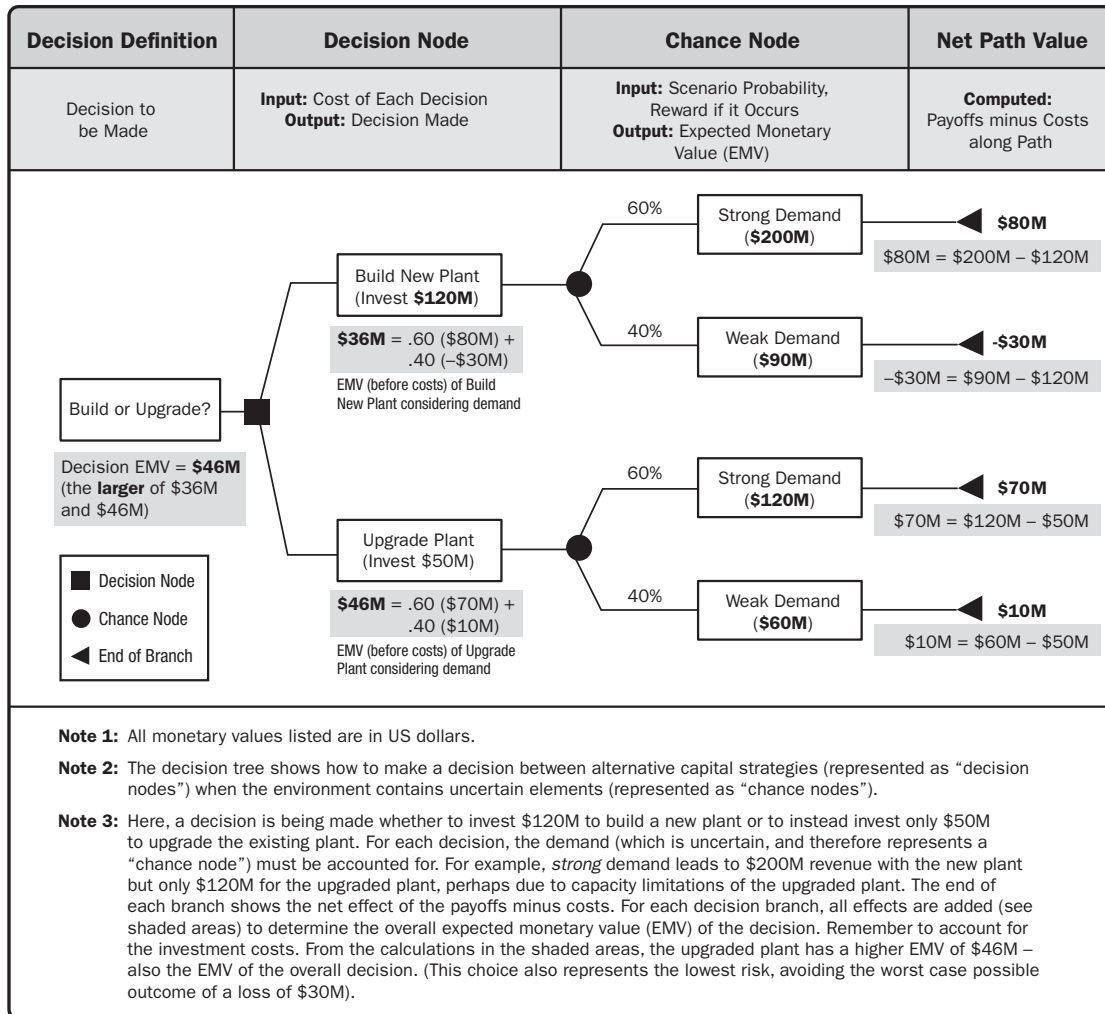 Decision Definition
Decision Node
Chance Node
Net Path Value
Decision to
be Made
Input: Cost of Each Decision
Output: Decision Made
Input: Scenario Probability,
Reward if it Occurs
Output: Expected Monetary
Value (EMV)
Computed:
Payoffs minus Costs
along Path
60%
Strong Demand
($200M)
$80M
$80M = $200M – $120M
Build New Plant
(Invest $120M)
$36M = .60 ($80M) +
.40 (–$30M)
EMV (before costs) of Build
New Plant considering demand
40%
Weak Demand
($90M)
-$30M
–$30M = $90M – $120M
Build or Upgrade?
Decision EMV = $46M
(the larger of $36M
and $46M)
60%
Strong Demand
($120M)
$70M
$70M = $120M – $50M
Upgrade Plant
(Invest $50M)
$46M = .60 ($70M) +
.40 ($10M)
EMV (before costs) of Upgrade
Plant considering demand
40%
Weak Demand
($60M)
$10M
$10M = $60M – $50M
Decision Node
Chance Node
End of Branch
Note 1: All monetary values listed are in US dollars.
Note 2: The decision tree shows how to make a decision between alternative capital strategies (represented as “decision
nodes”) when the environment contains uncertain elements (represented as “chance nodes”).
Note 3: Here, a decision is being made whether to invest $120M to build a new plant or to instead invest only $50M
to upgrade the existing plant. For each decision, the demand (which is uncertain, and therefore represents a
“chance node”) must be accounted for. For example, strong demand leads to $200M revenue with the new plant
but only $120M for the upgraded plant, perhaps due to capacity limitations of the upgraded plant. The end of
each branch shows the net effect of the payoffs minus costs. For each decision branch, all effects are added (see
shaded areas) to determine the overall expected monetary value (EMV) of the decision. Remember to account for
the investment costs. From the calculations in the shaded areas, the upgraded plant has a higher EMV of $46M –
also the EMV of the overall decision. (This choice also represents the lowest risk, avoiding the worst case possible
outcome of a loss of $30M).